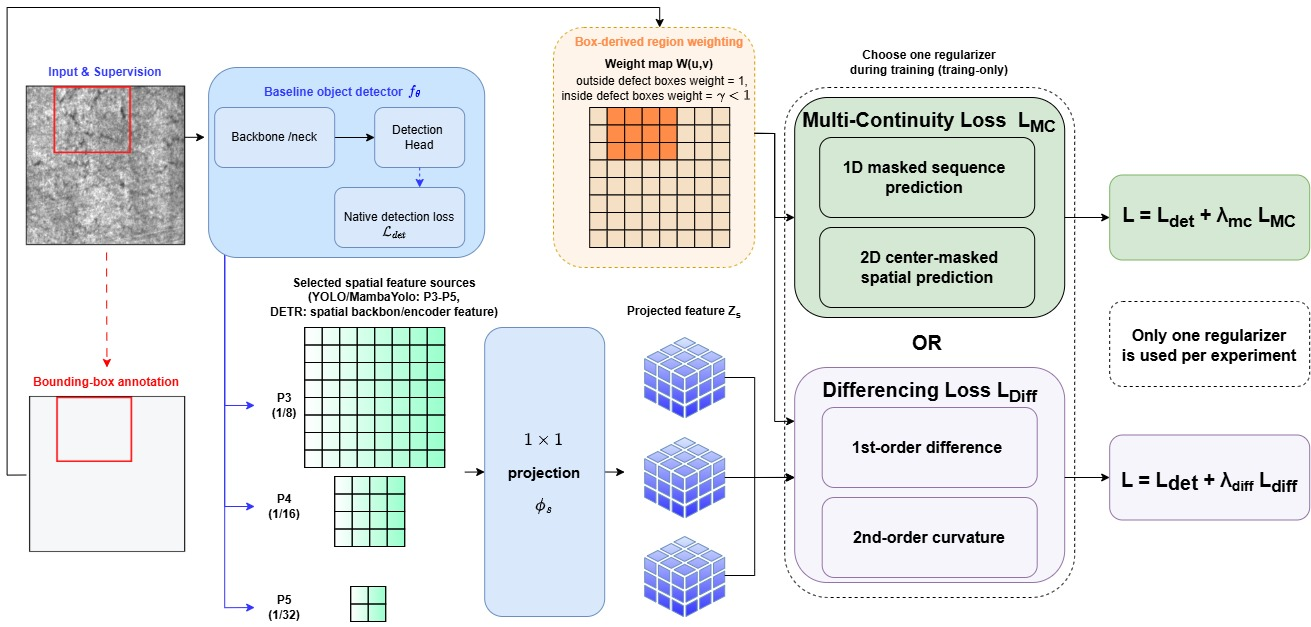 Input & Supervision
Bounding-box annotation
Baseline object detector fθ
Backbone /neck
Detection
Head
Native detection loss
ℒdet
Selected spatial feature sources
(YOLO/MambaYolo: P3-P5,
DETR: spatial backbon/encoder feature)
P3
(1/8)
P4
(1/16)
P5
(1/32)
1 × 1
projection
ϕs
Box-derived region weighting
Weight map W(u,v)
outside defect boxes weight = 1,
inside defect boxes weight = γ < 1
Projected feature Zs
Choose one regularizer
during training (traing-only)
Multi-Continuity Loss LMC
1D masked sequence
prediction
2D center-masked
spatial prediction
OR
Differencing Loss LDiff
1st-order difference
2nd-order curvature
L = Ldet + λmc LMC
Only one regularizer
is used per experiment
L = Ldet + λdiff Ldiff